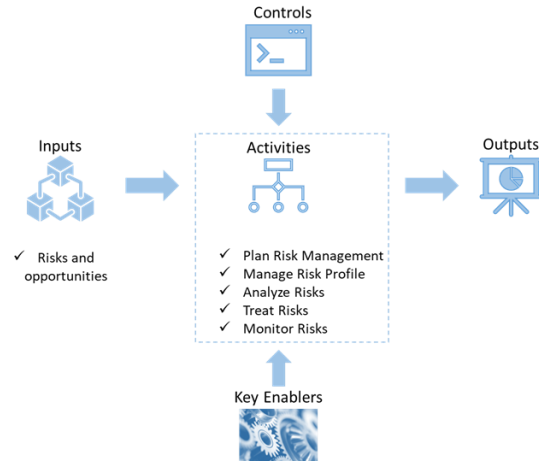 Controls
Inputs
Activities
Outputs
✓ Risks and
opportunities
✓ Plan Risk Management
✓ Manage Risk Profile
✓ Analyze Risks
✓ Treat Risks
✓ Monitor Risks
Key Enablers